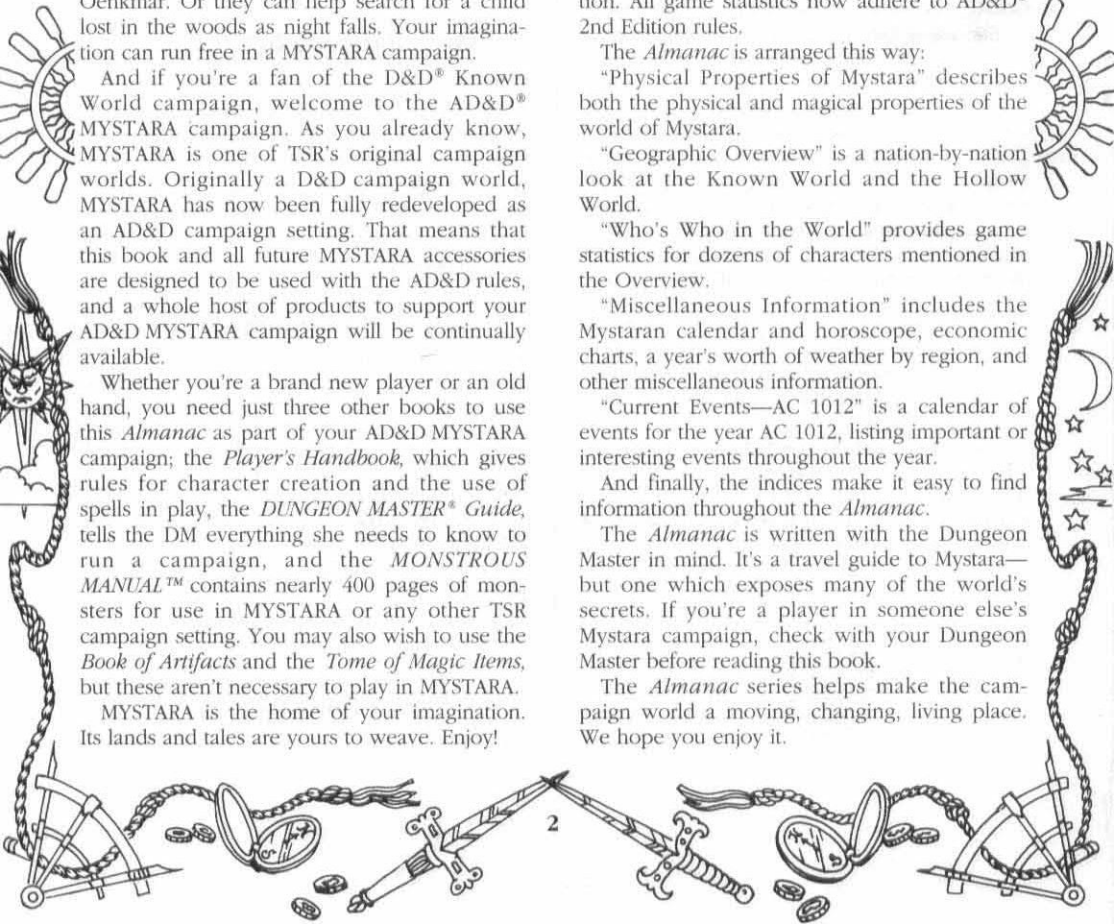 Oenkmar. Or they can help search for a child
lost in the woods as night falls. Your imagina-
tion can run free in a MYSTARA campaign.
And if you're a fan of the D&D® Known
World campaign, welcome to the AD&D®
MYSTARA campaign. As you already know,
MYSTARA is one of TSR's original campaign
worlds. Originally a D&D campaign world,
MYSTARA has now been fully redeveloped as
an AD&D campaign setting. That means that
this book and all future MYSTARA accessories
are designed to be used with the AD&D rules,
and a whole host of products to support your
AD&D MYSTARA campaign will be continually
available.
Whether you're a brand new player or an old
hand, you need just three other books to use
this Almanac as part of your AD&D MYSTARA
campaign; the Player's Handbook, which gives
rules for character creation and the use of
spells in play, the DUNGEON MASTER® Guide,
tells the DM everything she needs to know to
run a campaign, and the MONSTROUS
MANUAL™ contains nearly 400 pages of mon-
sters for use in MYSTARA or any other TSR
campaign setting. You may also wish to use the
Book of Artifacts and the Tome of Magic Items,
but these aren't necessary to play in MYSTARA.
MYSTARA is the home of your imagination.
Its lands and tales are yours to weave. Enjoy!
tion. All game statistics now adhere to AD&D®
2nd Edition rules.
The Almanac is arranged this way:
"Physical Properties of Mystara" describes
both the physical and magical properties of the
world of Mystara.
"Geographic Overview" is a nation-by-nation
look at the Known World and the Hollow
World.
"Who's Who in the World" provides game
statistics for dozens of characters mentioned in
the Overview.
"Miscellaneous Information" includes the
Mystaran calendar and horoscope, economic
charts, a year's worth of weather by region, and
other miscellaneous information.
"Current Events—AC 1012" is a calendar of
events for the year AC 1012, listing important or
interesting events throughout the year.
And finally, the indices make it easy to find
information throughout the Almanac.
The Almanac is written with the Dungeon
Master in mind. It's a travel guide to Mystara—
but one which exposes many of the world's
secrets. If you're a player in someone else's
Mystara campaign, check with your Dungeon
Master before reading this book.
The Almanac series helps make the cam-
paign world a moving, changing, living place.
We hope you enjoy it.
2